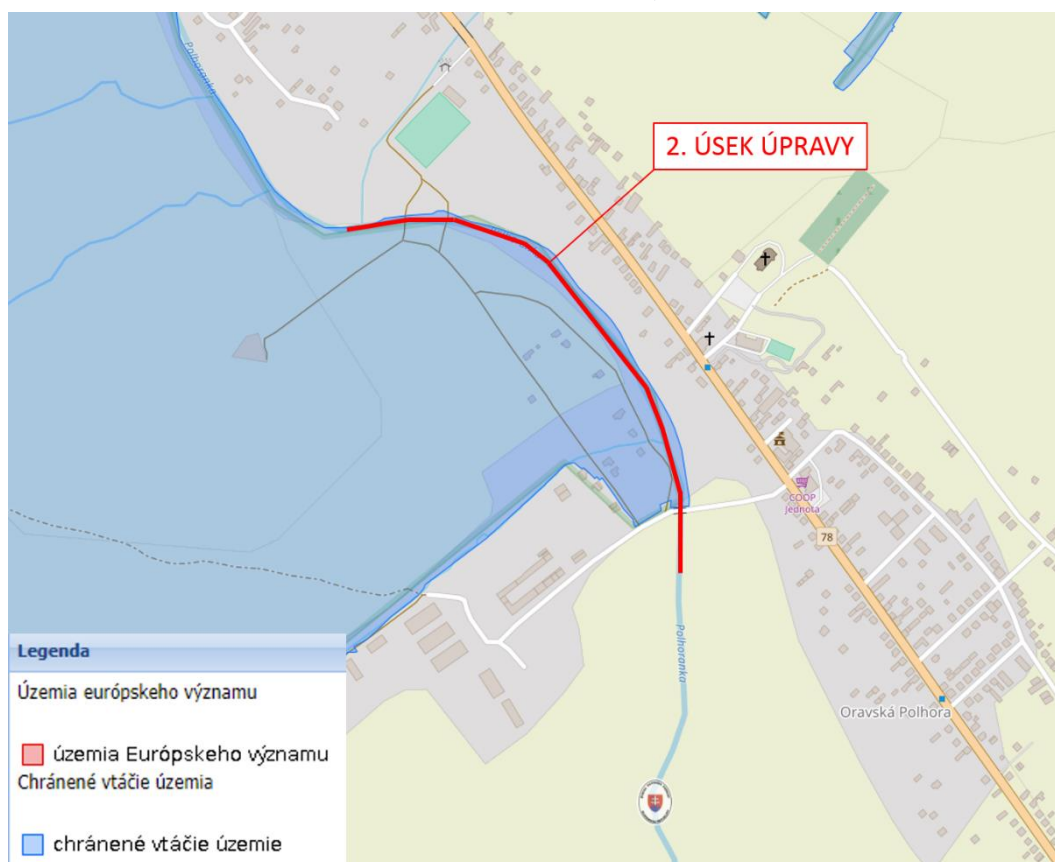 Polhoranka
2. ÚSEK ÚPRAVY
COOP
Jednota
78
Polhoranka
Oravská Polhora
Legenda
Územia európskeho významu
územia Európskeho významu
Chránené vtáčie územia
chránené vtáčie územie